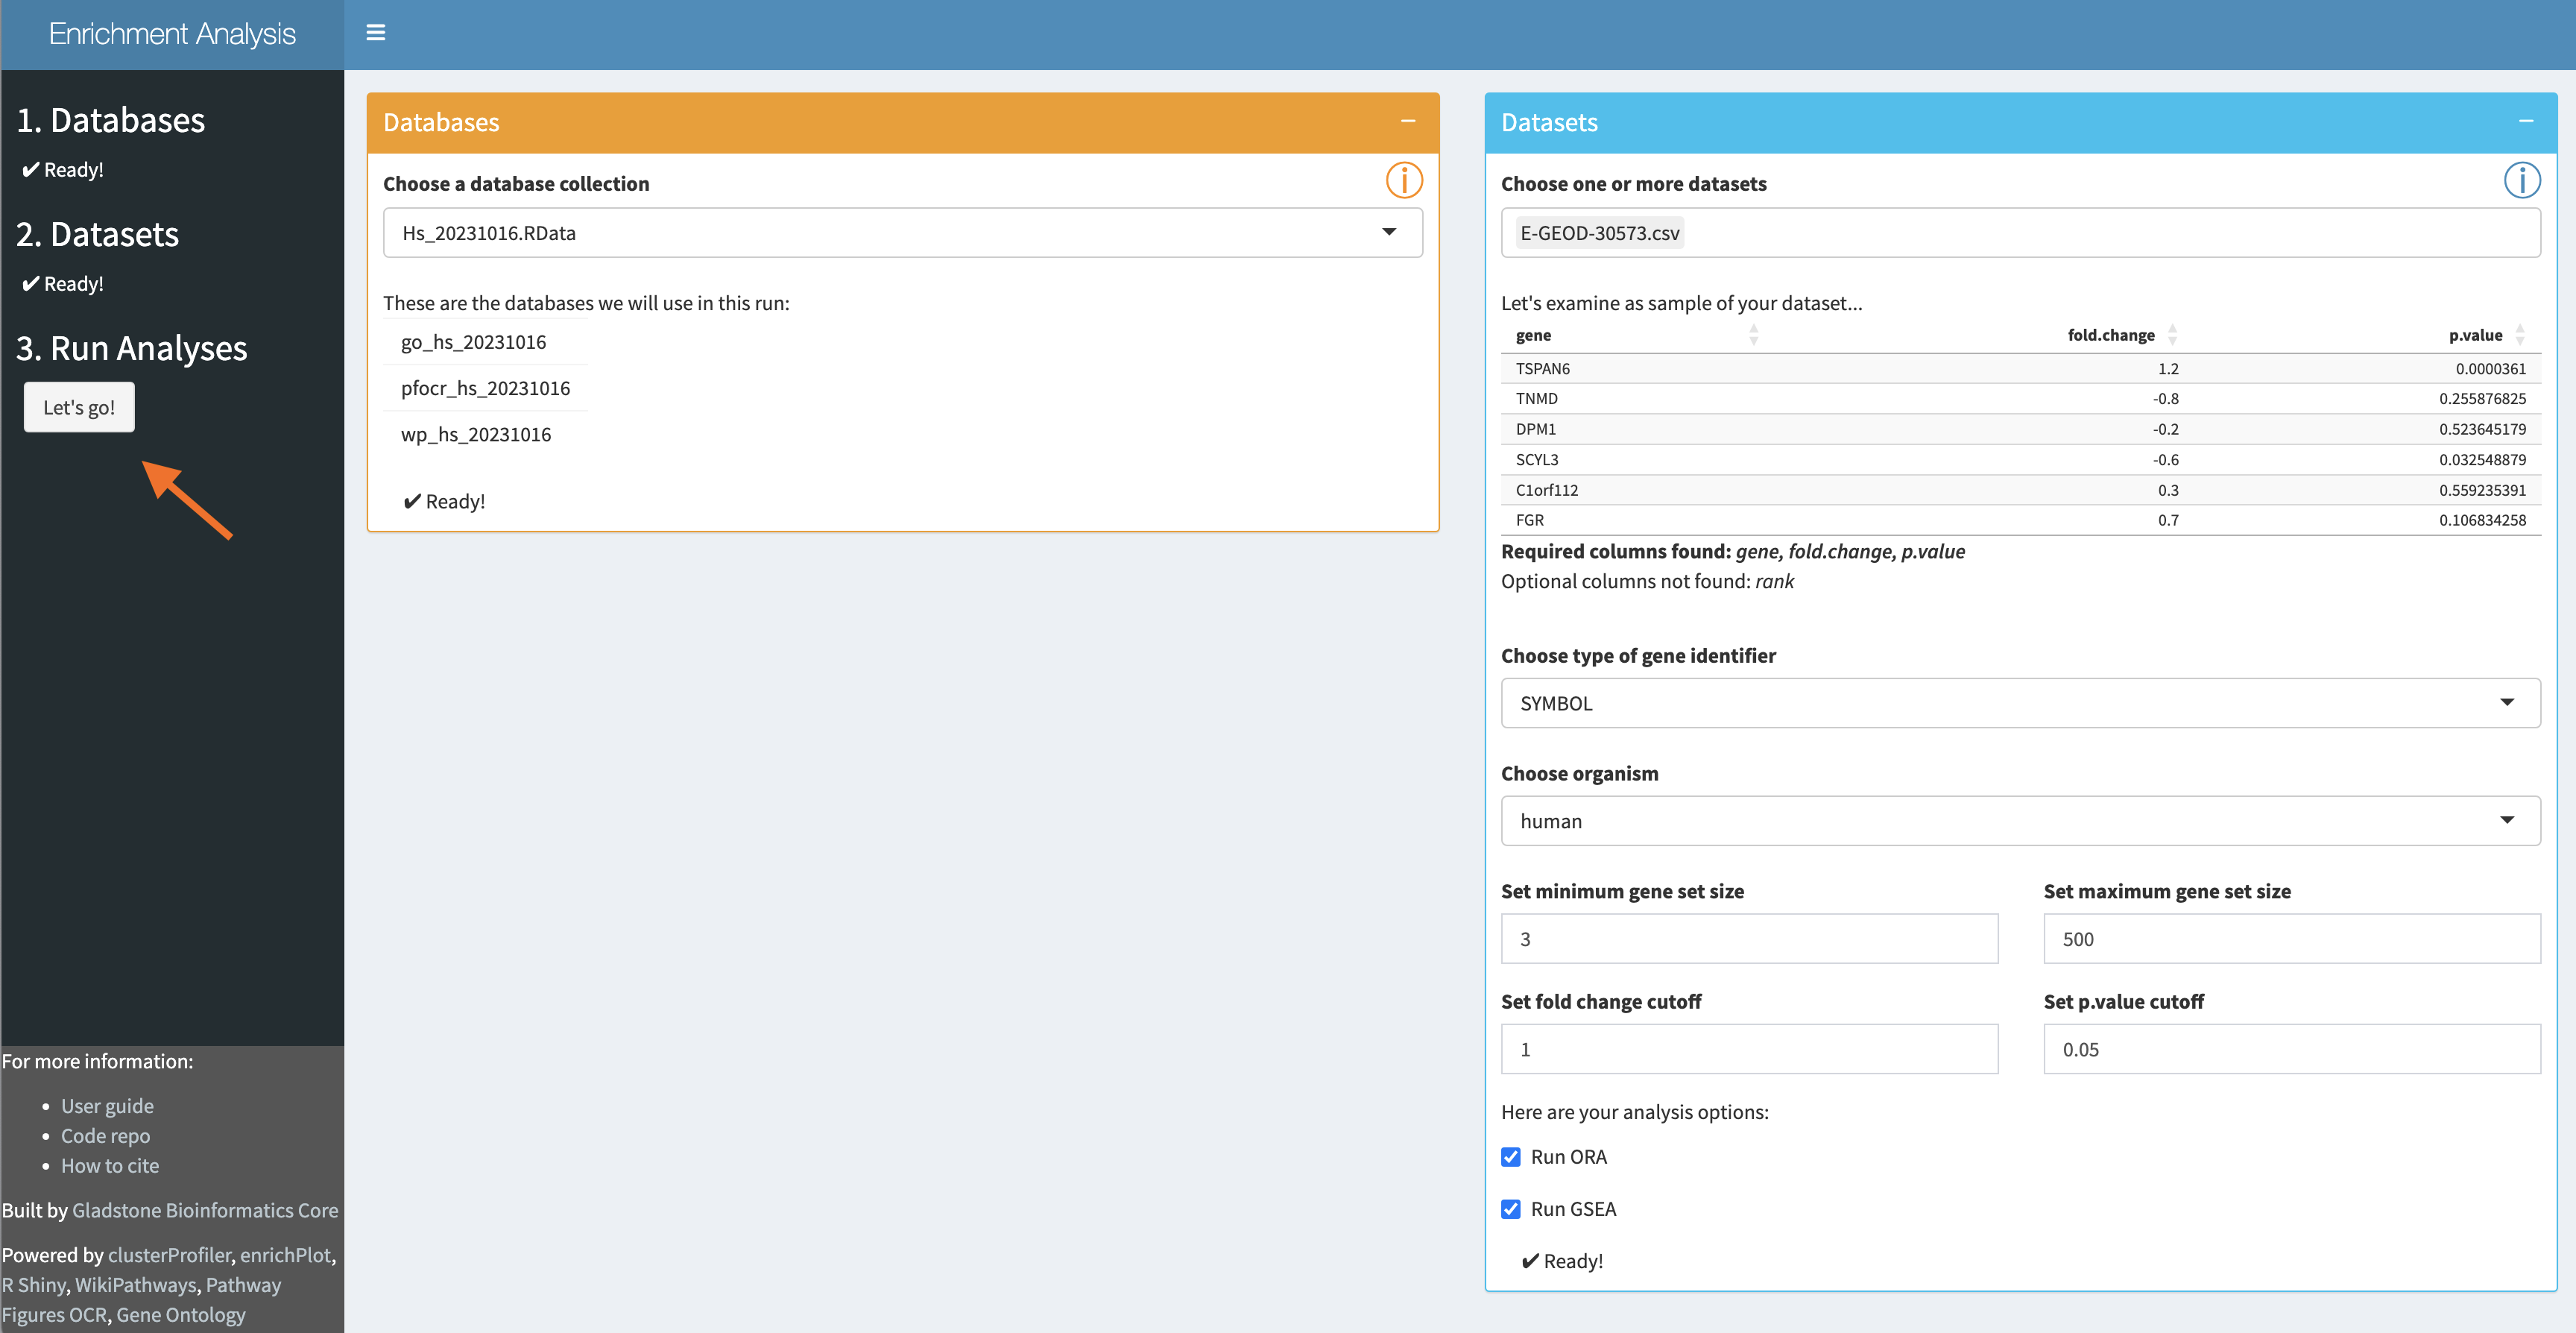 Enrichment Analysis
1. Databases
✔ Ready!
2. Datasets
✔ Ready!
3. Run Analyses
Let's go!
For more information:
• User guide
• Code repo
• How to cite
Built by Gladstone Bioinformatics Core
Powered by clusterProfiler, enrichPlot,
R Shiny, WikiPathways, Pathway
Figures OCR, Gene Ontology
Databases
Choose a database collection
Hs_20231016.RData
These are the databases we will use in this run:
go_hs_20231016
pfocr_hs_20231016
wp_hs_20231016
✔ Ready!
Datasets
Choose one or more datasets
E-GEOD-30573.csv
Let's examine as sample of your dataset...
gene fold.change p.value
TSPAN6 1.2 0.0000361
TNMD -0.8 0.255876825
DPM1 -0.2 0.523645179
SCYL3 -0.6 0.032548879
C1orf112 0.3 0.559235391
FGR 0.7 0.106834258
Required columns found: gene, fold.change, p.value
Optional columns not found: rank
Choose type of gene identifier
SYMBOL
Choose organism
human
Set minimum gene set size Set maximum gene set size
3 500
Set fold change cutoff Set p.value cutoff
1 0.05
Here are your analysis options:
Run ORA
Run GSEA
✔ Ready!